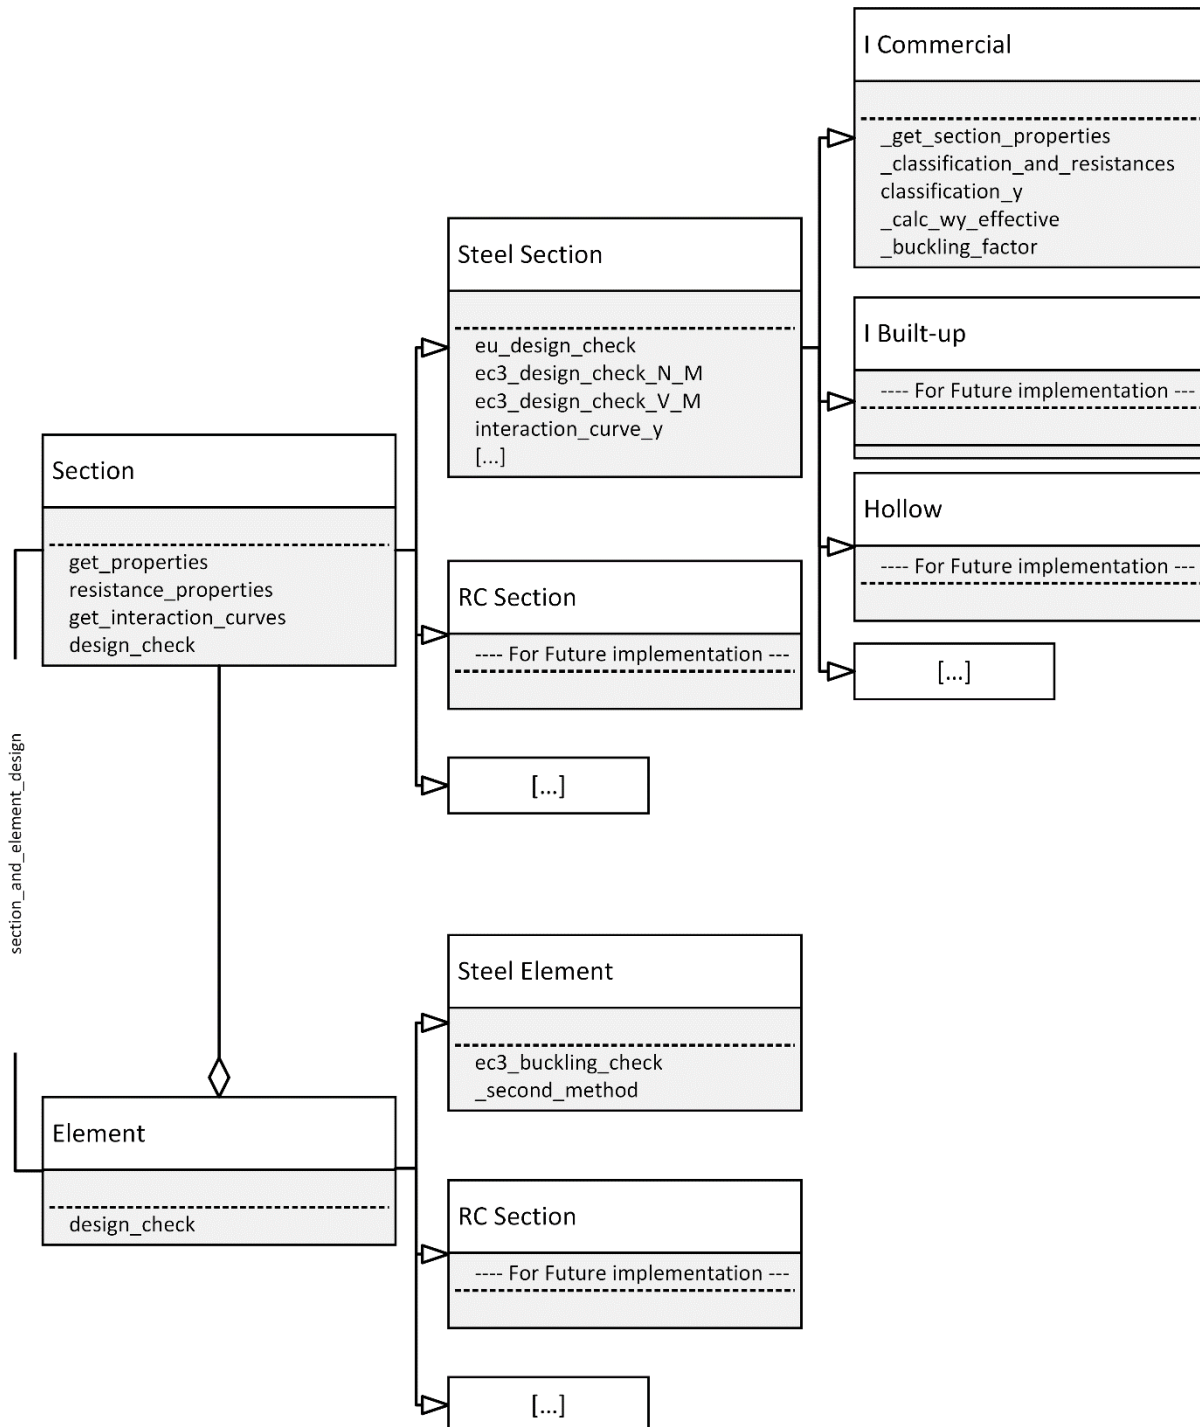 I Commercial
_get_section_properties
_classification_and_resistances
classification_y
_calc_wy_effective
_buckling_factor
Steel Section
eu_design_check
ec3_design_check_N_M
ec3_design_check_V_M
interaction_curve_y
[...]
I Built-up
---- For Future implementation ---
Hollow
---- For Future implementation ---
[...]
Section
get_properties
resistance_properties
get_interaction_curves
design_check
RC Section
---- For Future implementation ---
[...]
section_and_element_design
Steel Element
ec3_buckling_check
_second_method
Element
design_check
RC Section
---- For Future implementation ---
[...]